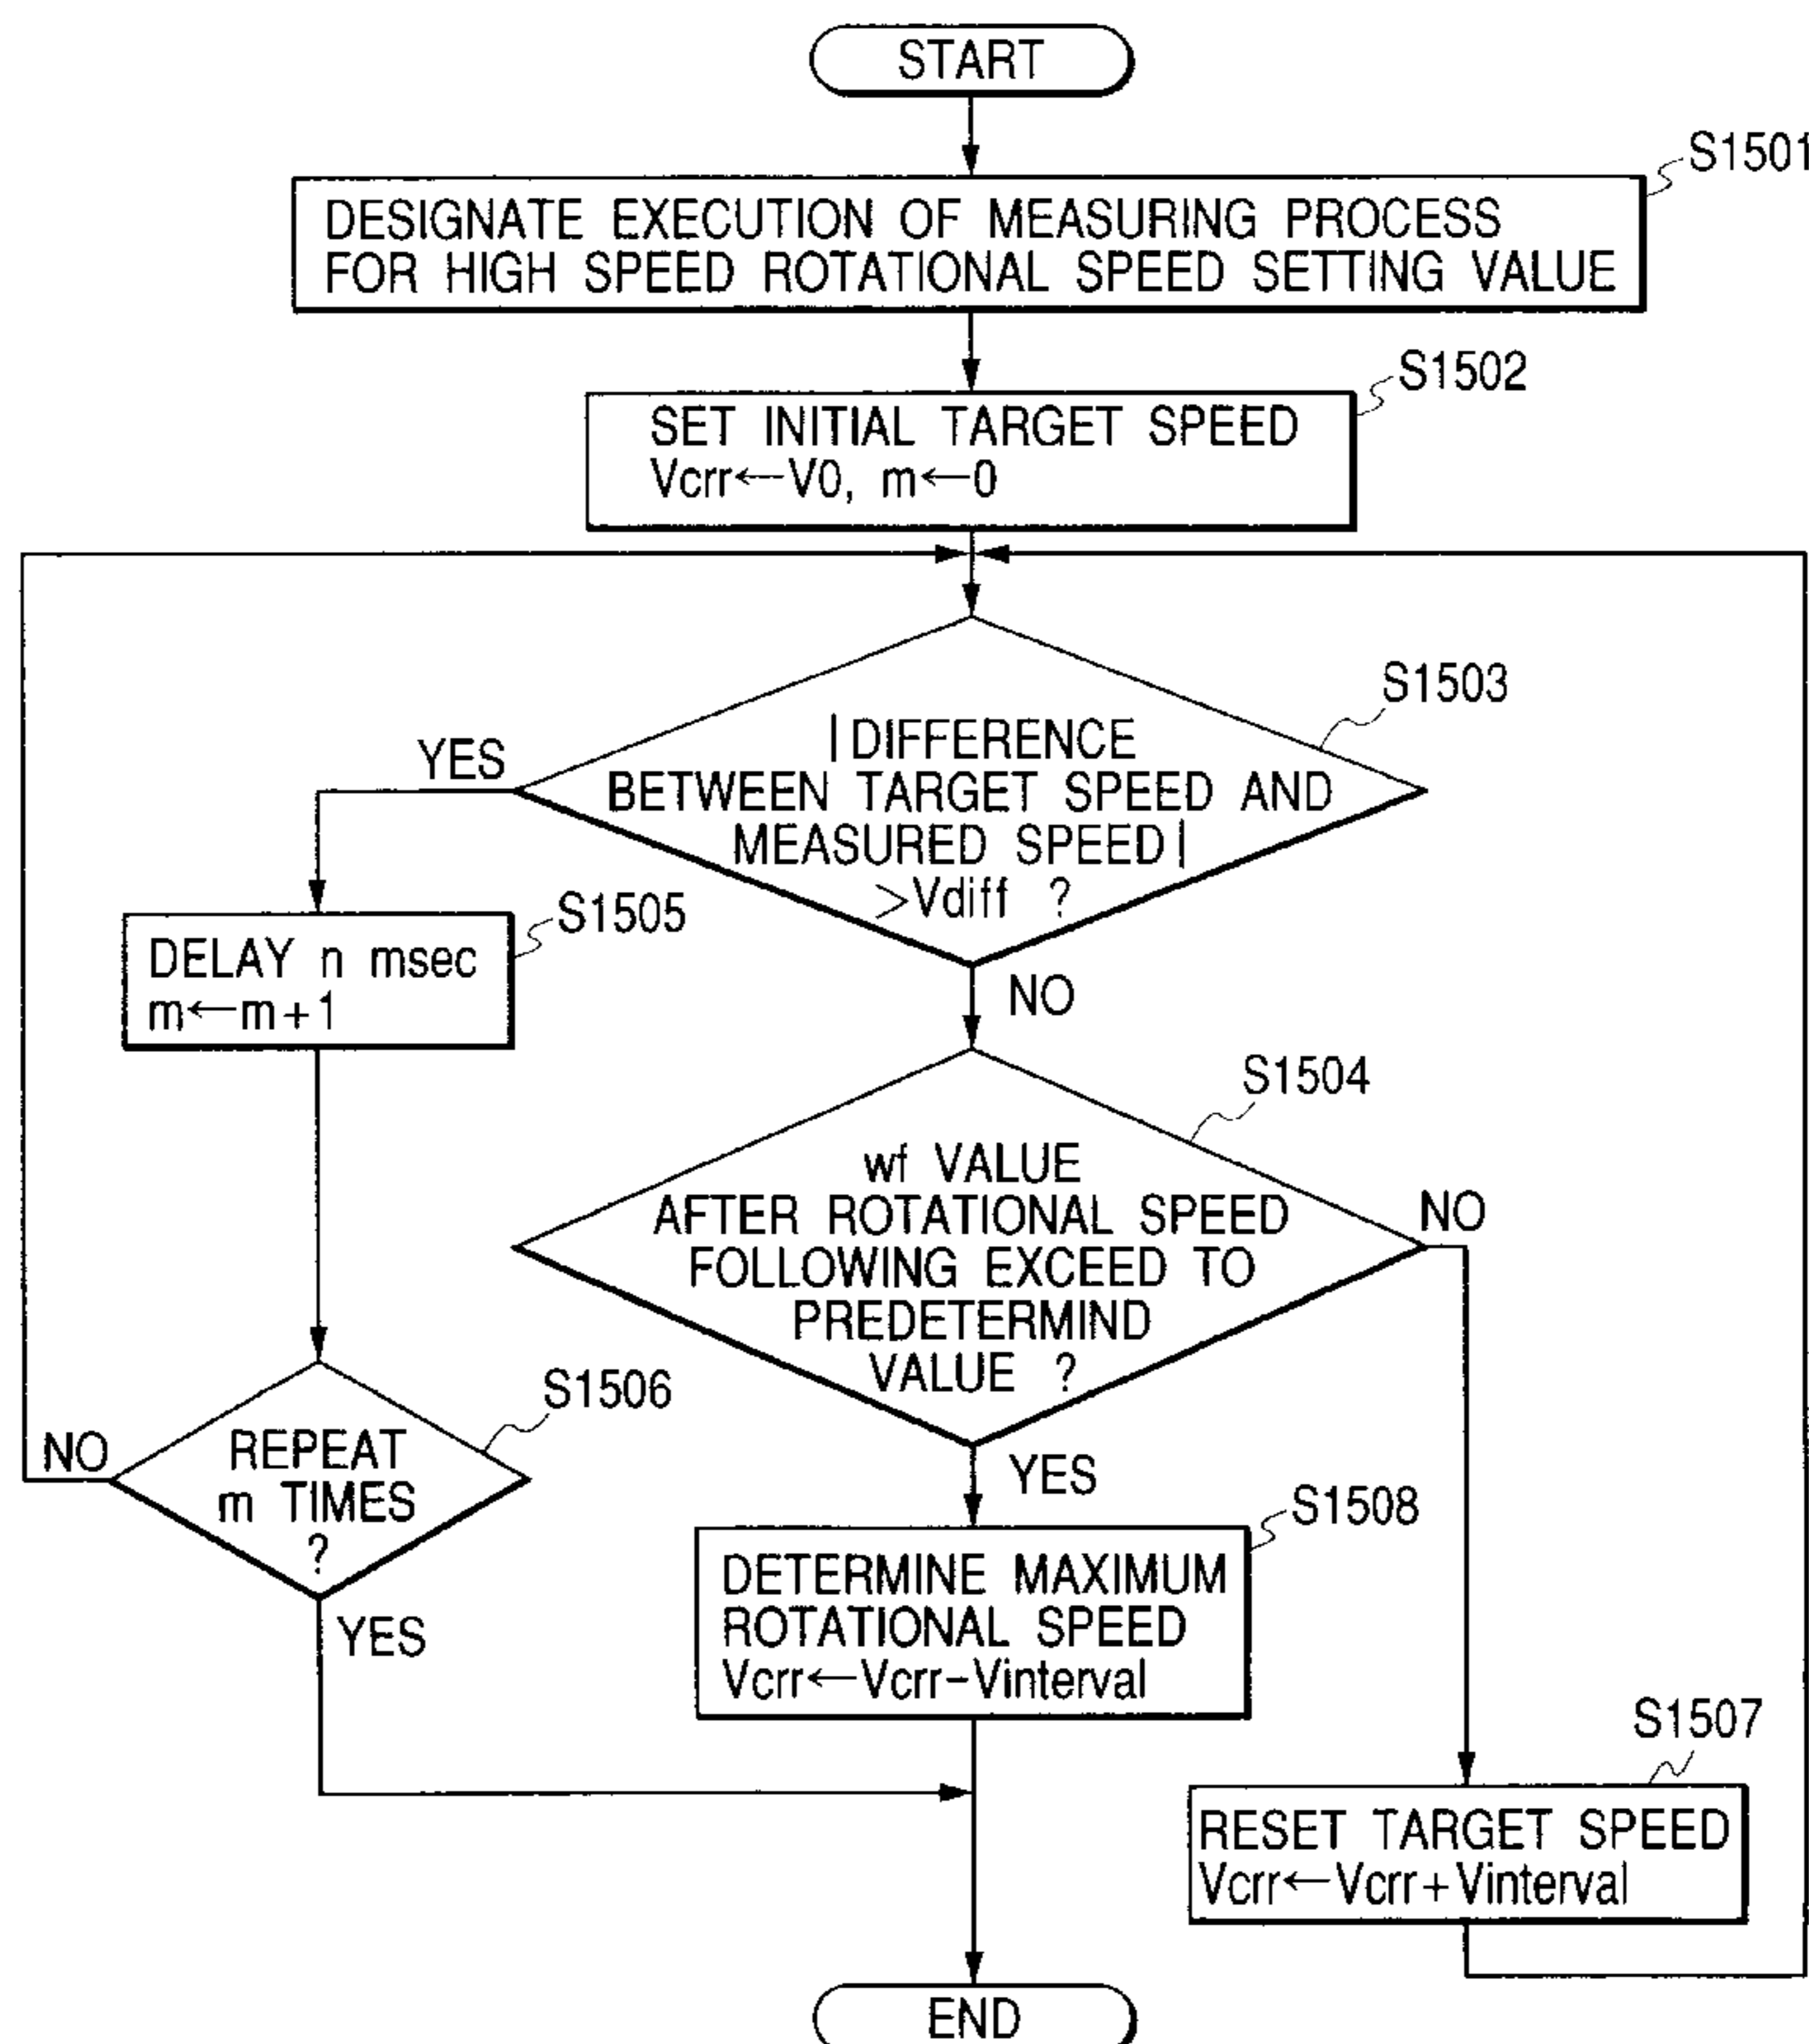 START
S1501
DESIGNATE EXECUTION OF MEASURING PROCESS
FOR HIGH SPEED ROTATIONAL SPEED SETTING VALUE
S1502
SET INITIAL TARGET SPEED
Vcrr←V0, m←0
S1503
|DIFFERENCE
BETWEEN TARGET SPEED AND
MEASURED SPEED|
>Vdiff ?
YES
NO
S1505
DELAY n msec
m←m+1
S1504
wf VALUE
AFTER ROTATIONAL SPEED
FOLLOWING EXCEED TO
PREDETERMIND
VALUE ?
NO
YES
S1506
REPEAT
m TIMES
?
NO
YES
S1508
DETERMINE MAXIMUM
ROTATIONAL SPEED
Vcrr←Vcrr-Vinterval
S1507
RESET TARGET SPEED
Vcrr←Vcrr+Vinterval
END